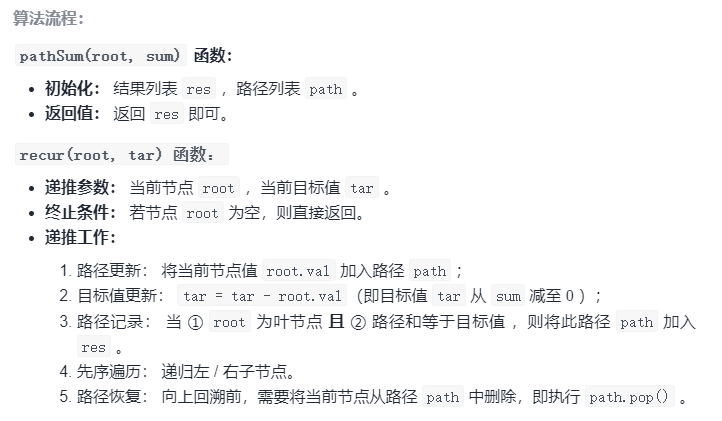 算法流程：
pathSum(root, sum) 函数：
• 初始化： 结果列表 res ，路径列表 path 。
• 返回值： 返回 res 即可。
recur(root, tar) 函数：
• 递推参数： 当前节点 root ，当前目标值 tar 。
• 终止条件： 若节点 root 为空，则直接返回。
• 递推工作：
1. 路径更新： 将当前节点值 root.val 加入路径 path ；
2. 目标值更新： tar = tar - root.val（即目标值 tar 从 sum 减至 0 ）；
3. 路径记录： 当 ① root 为叶节点 且 ② 路径和等于目标值 ，则将此路径 path 加入
res 。
4. 先序遍历： 递归左 / 右子节点。
5. 路径恢复： 向上回溯前，需要将当前节点从路径 path 中删除，即执行 path.pop() 。